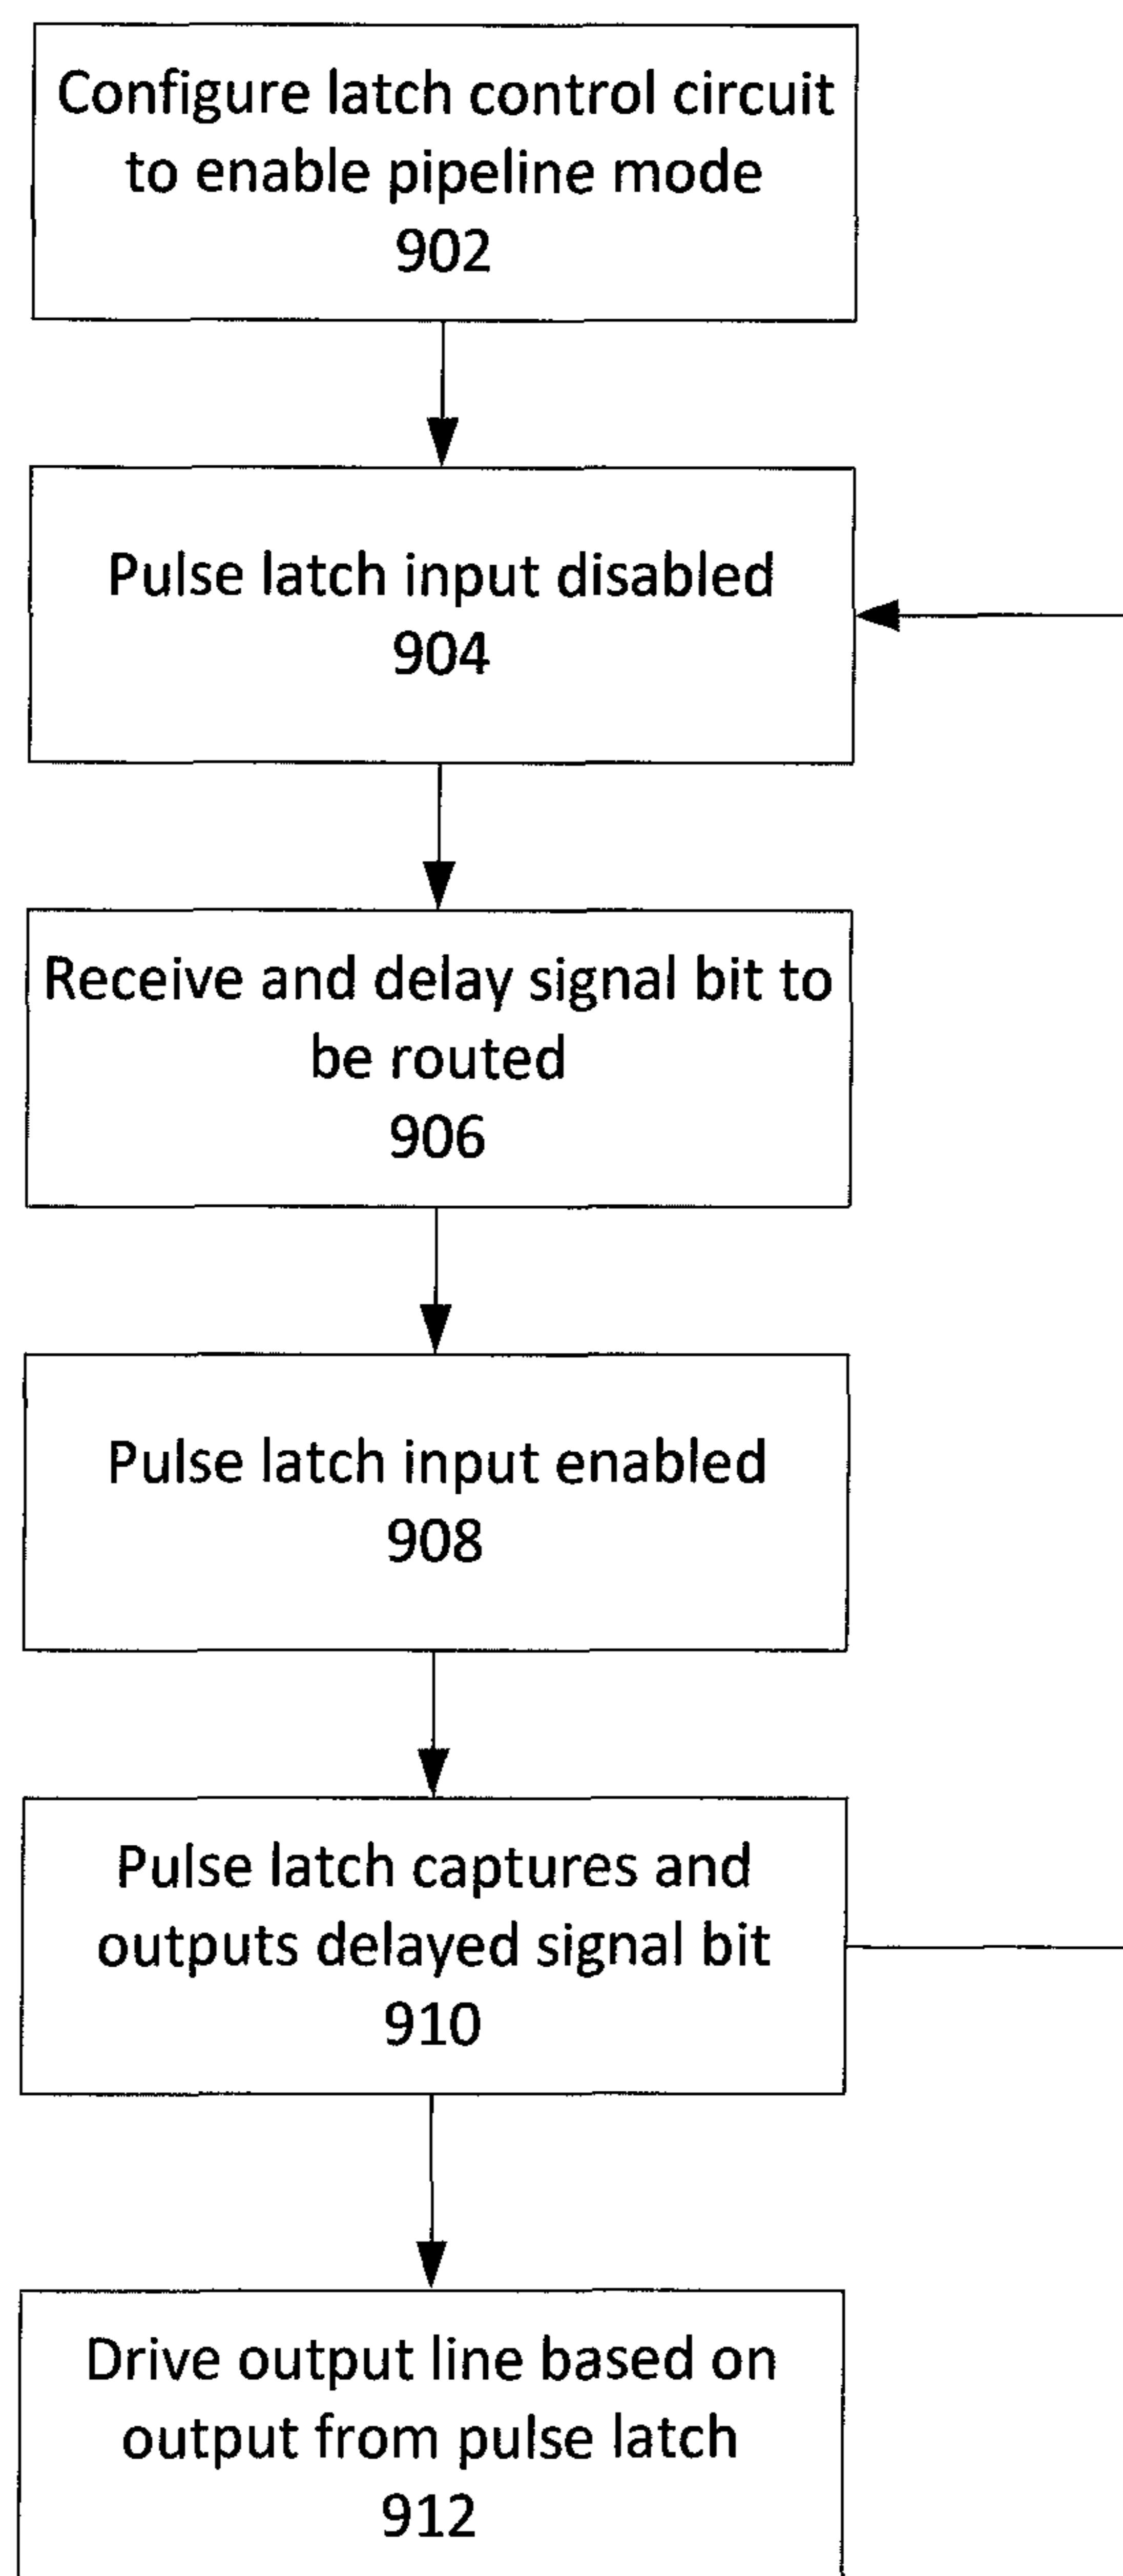 Configure latch control circuit
to enable pipeline mode
902
Pulse latch input disabled
904
Receive and delay signal bit to
be routed
906
Pulse latch input enabled
908
Pulse latch captures and
outputs delayed signal bit
910
Drive output line based on
output from pulse latch
912